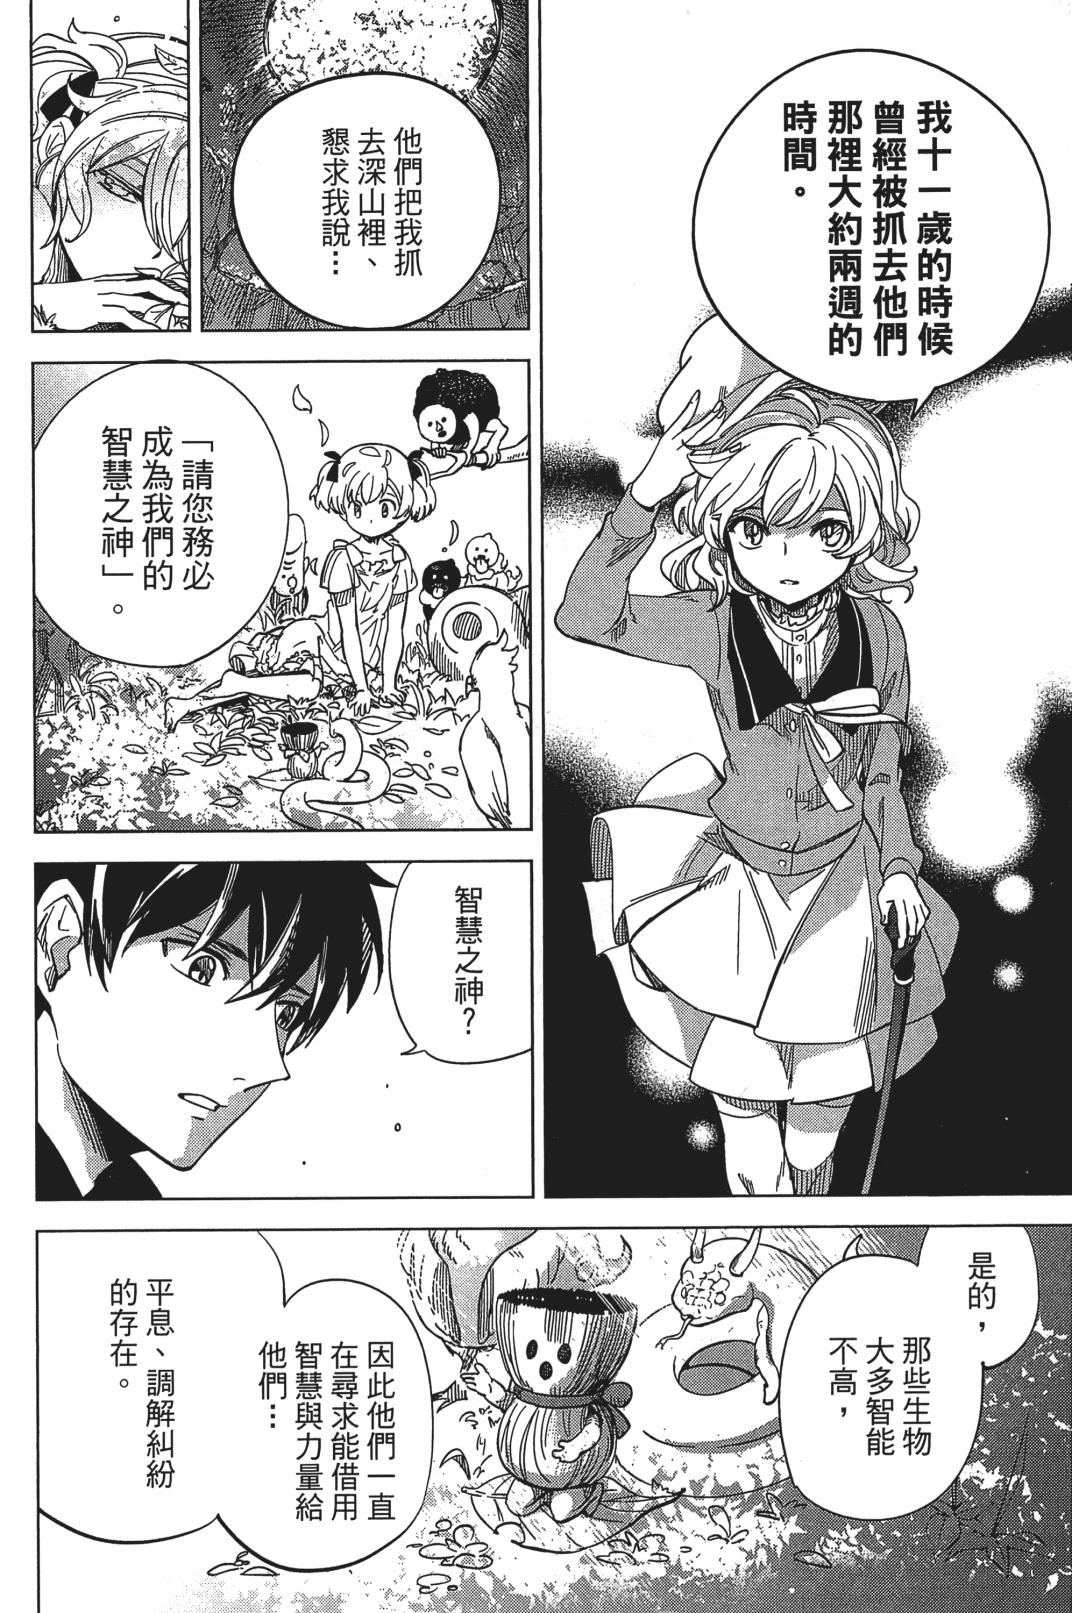 我十一歲的時候
曾經被抓去他們
那裡大約兩週的
時間。
他們把我抓
去深山裡、
懇求我說…
「請您務必
成為我們的
智慧之神」。
智慧之神？
是的，
那些生物
大多智能
不高，
因此他們一直
在尋求能借用
智慧與力量給
他們…
平息、調解糾紛
的存在。